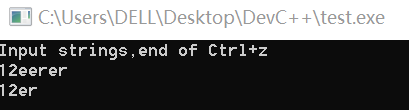 C:\Users\DELL\Desktop\DevC++\test.exe
Input strings,end of Ctrl+z
12eerer
12er